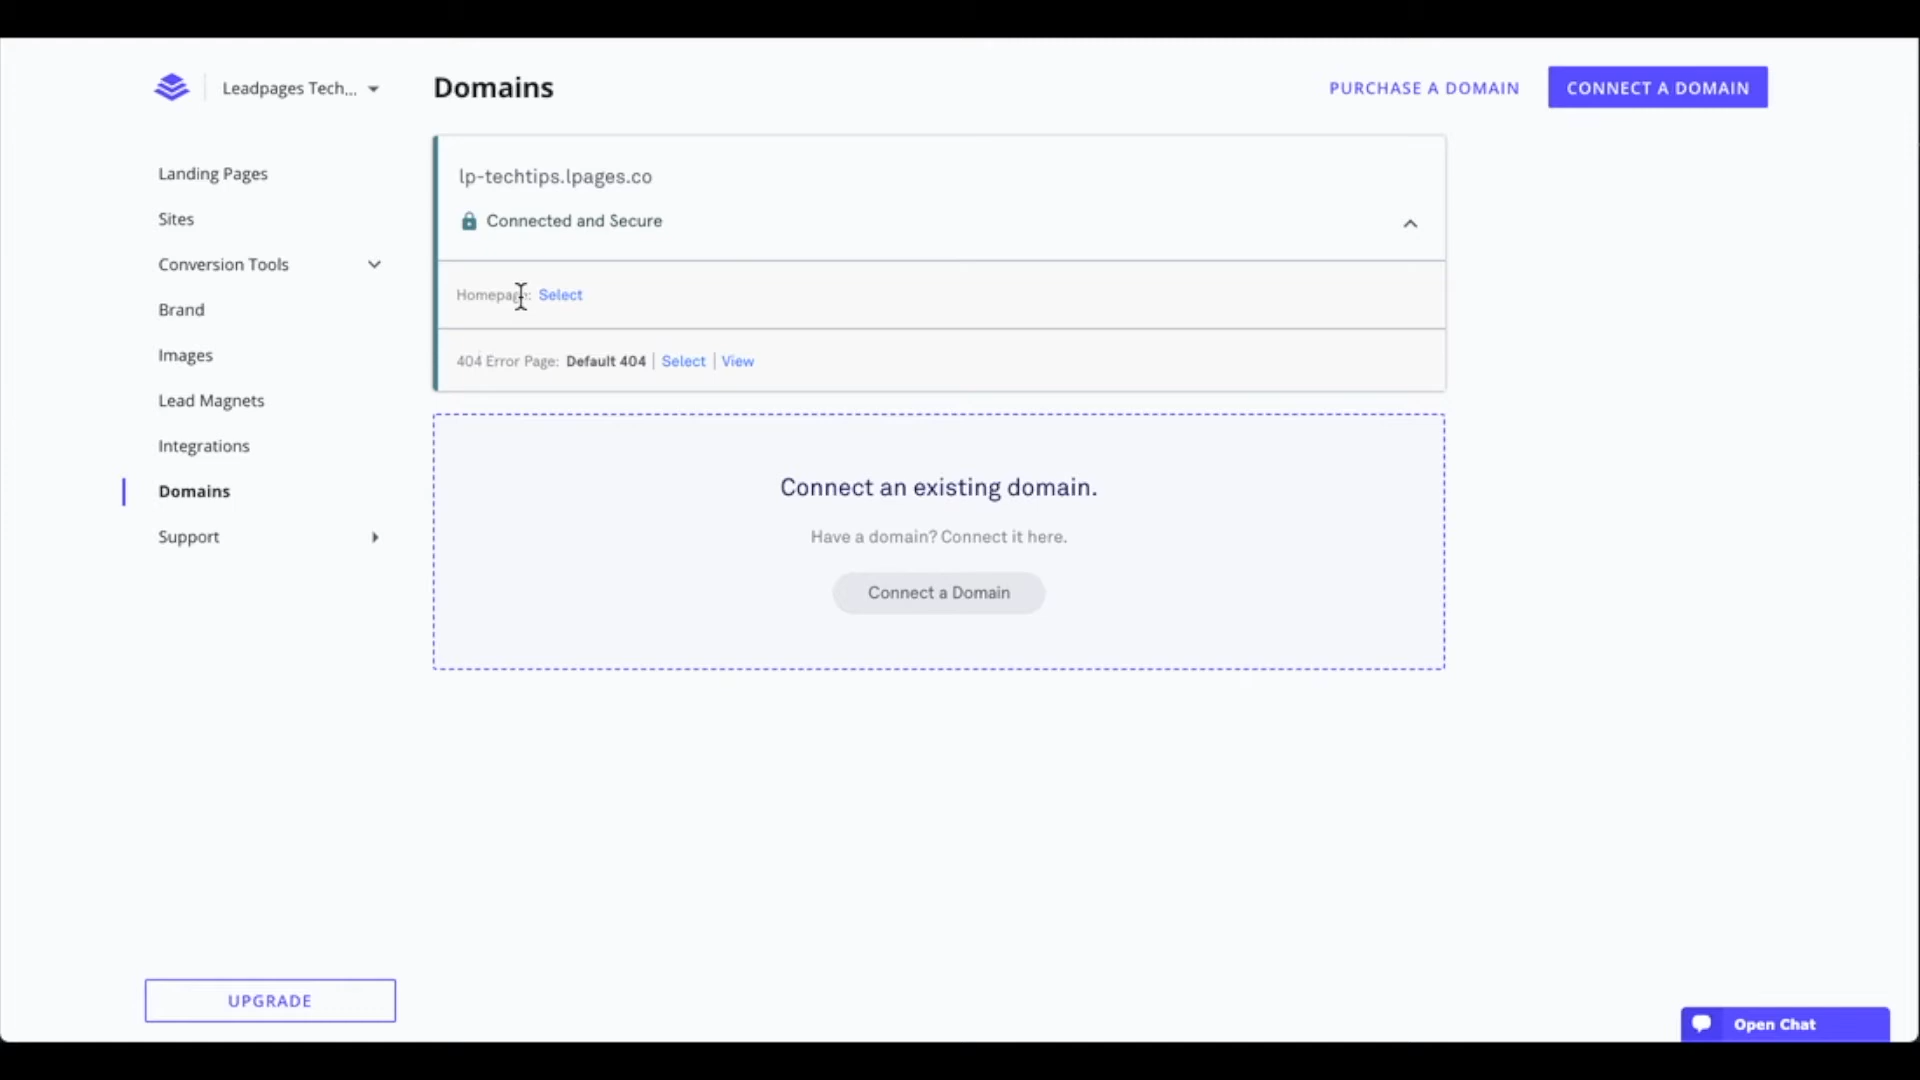 Leadpages Tech...
Domains
PURCHASE A DOMAIN
CONNECT A DOMAIN
Landing Pages
Sites
Conversion Tools
Brand
Images
Lead Magnets
Integrations
Domains
Support
lp-techtips.lpages.co
Connected and Secure
Homepage: Select
404 Error Page: Default 404 | Select | View
Connect an existing domain.
Have a domain? Connect it here.
Connect a Domain
UPGRADE
Open Chat